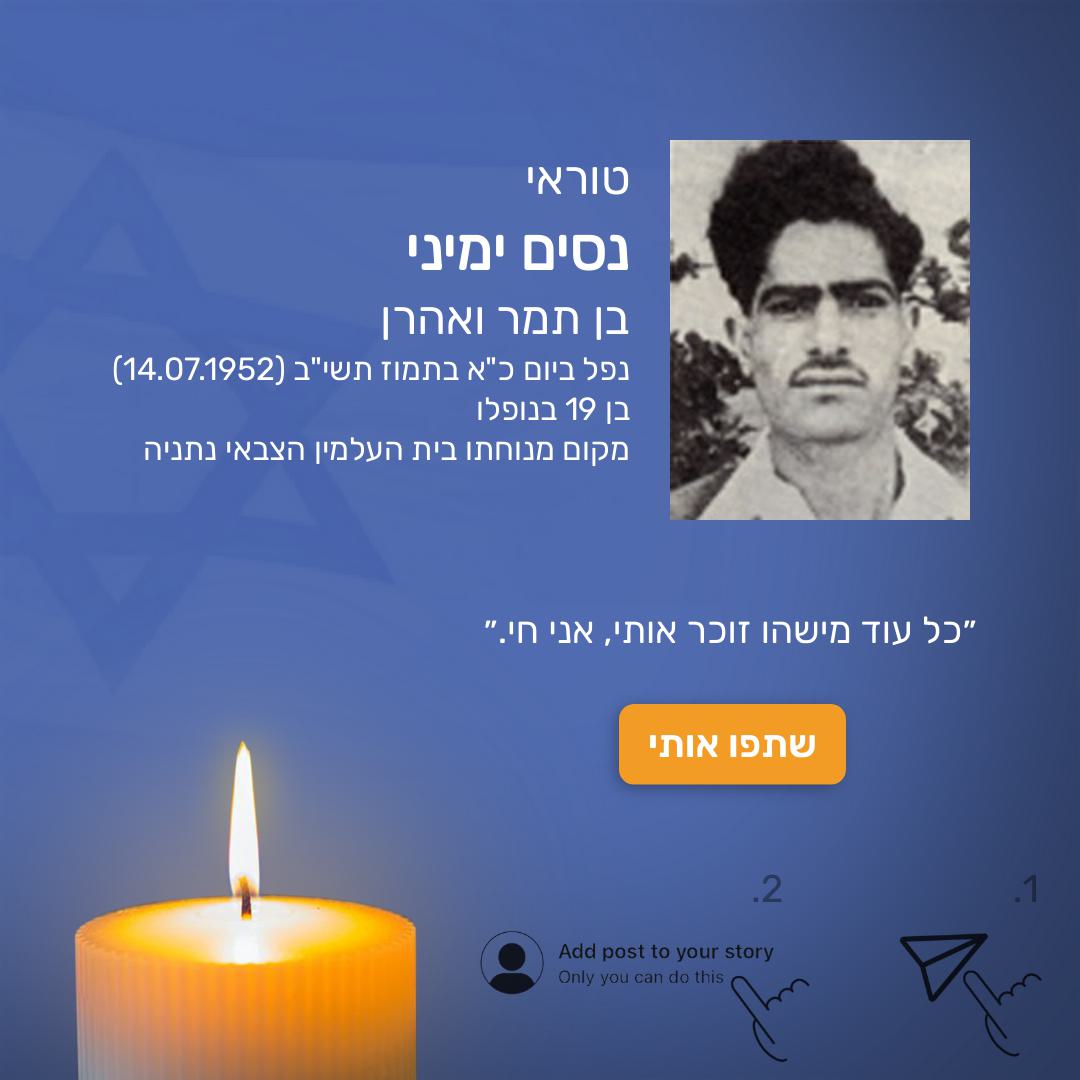 טוראי
נסים ימיני
בן תמר ואהרן
נפל ביום כ"א בתמוז תשי"ב (14.07.1952)
בן 19 בנופלו
מקום מנוחתו בית העלמין הצבאי נתניה
״כל עוד מישהו זוכר אותי, אני חי.״
שתפו אותי
1.
2.
Add post to your story
Only you can do this